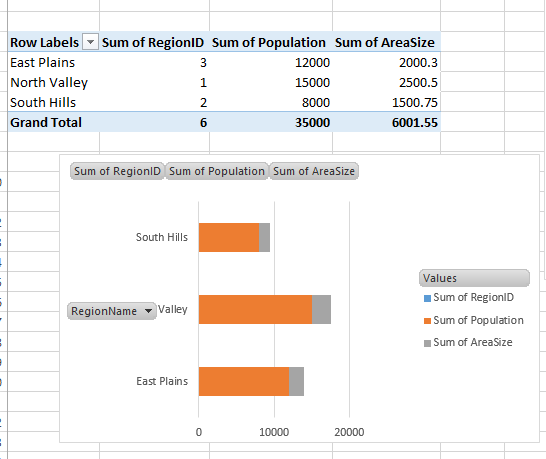 Row Labels Sum of RegionID Sum of Population Sum of AreaSize
East Plains 3 12000 2000.3
North Valley 1 15000 2500.5
South Hills 2 8000 1500.75
Grand Total 6 35000 6001.55
Sum of RegionID Sum of Population Sum of AreaSize
South Hills
RegionName Valley
East Plains
0 10000 20000
Values
Sum of RegionID
Sum of Population
Sum of AreaSize